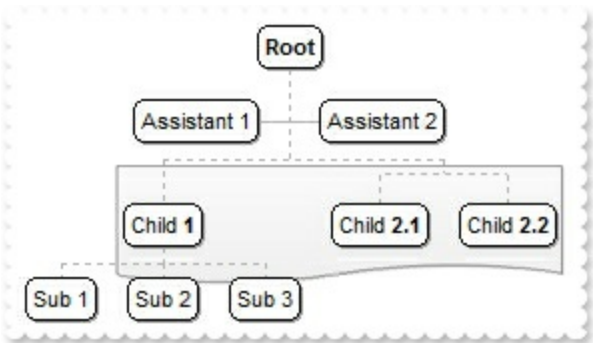 Root
Assistant 1
Assistant 2
Child 1
Child 2.1
Child 2.2
Sub 1
Sub 2
Sub 3